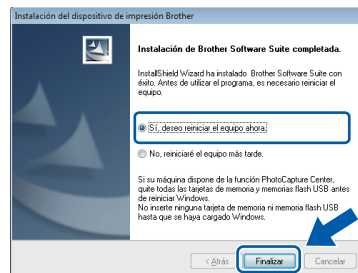 Instalación del dispositivo de impresión Brother
Instalación de Brother Software Suite completada.
InstallShield Wizard ha instalado Brother Software Suite con
éxito. Antes de utilizar el programa, es necesario reiniciar el
equipo.
Sí, deseo reiniciar el equipo ahora.
No, reiniciaré el equipo más tarde.
Si su máquina dispone de la función PhotoCapture Center,
quite todas las tarjetas de memoria y memorias flash USB antes
de reiniciar Windows.
No inserte ninguna tarjeta de memoria ni memoria flash USB
hasta que se haya cargado Windows.
< Atrás Finalizar Cancelar